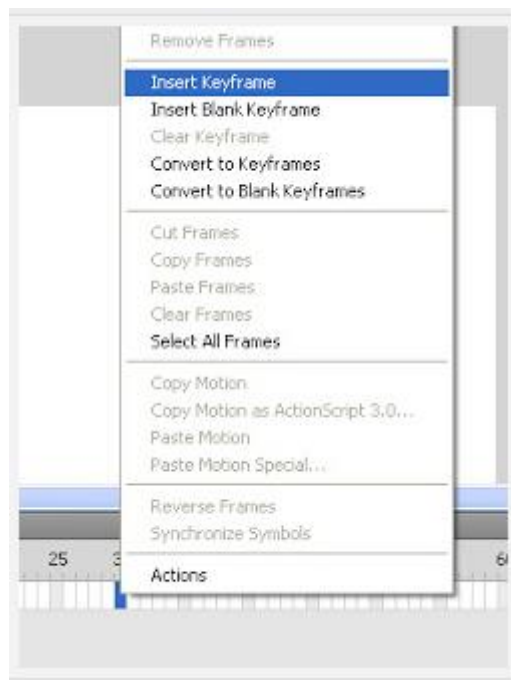 Remove Frames
Insert Keyframe
Insert Blank Keyframe
Clear Keyframe
Convert to Keyframes
Convert to Blank Keyframes
Cut Frames
Copy Frames
Paste Frames
Clear Frames
Select All Frames
Copy Motion
Copy Motion as ActionScript 3.0...
Paste Motion
Paste Motion Special...
Reverse Frames
Synchronize Symbols
25
Actions